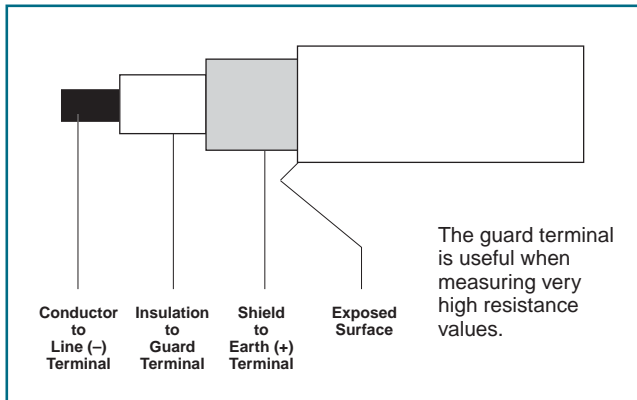 The guard terminal
is useful when
measuring very
high resistance
values.
Conductor
to
Line (–)
Terminal
Insulation
to
Guard
Terminal
Shield
to
Earth (+)
Terminal
Exposed
Surface